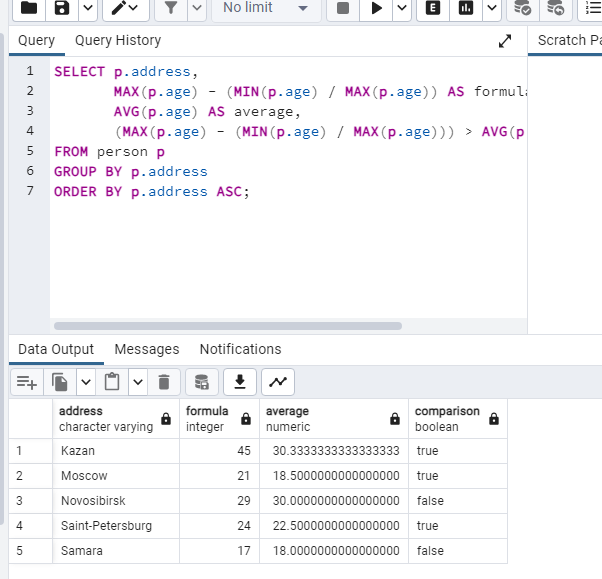 No limit
E
Query Query History Scratch Pa
1 SELECT p.address,
2 MAX(p.age) - (MIN(p.age) / MAX(p.age)) AS formula
3 AVG(p.age) AS average,
4 (MAX(p.age) - (MIN(p.age) / MAX(p.age))) > AVG(p
5 FROM person p
6 GROUP BY p.address
7 ORDER BY p.address ASC;
Data Output Messages Notifications
address formula average comparison
character varying integer numeric boolean
1 Kazan 45 30.3333333333333333 true
2 Moscow 21 18.5000000000000000 true
3 Novosibirsk 29 30.0000000000000000 false
4 Saint-Petersburg 24 22.5000000000000000 true
5 Samara 17 18.0000000000000000 false